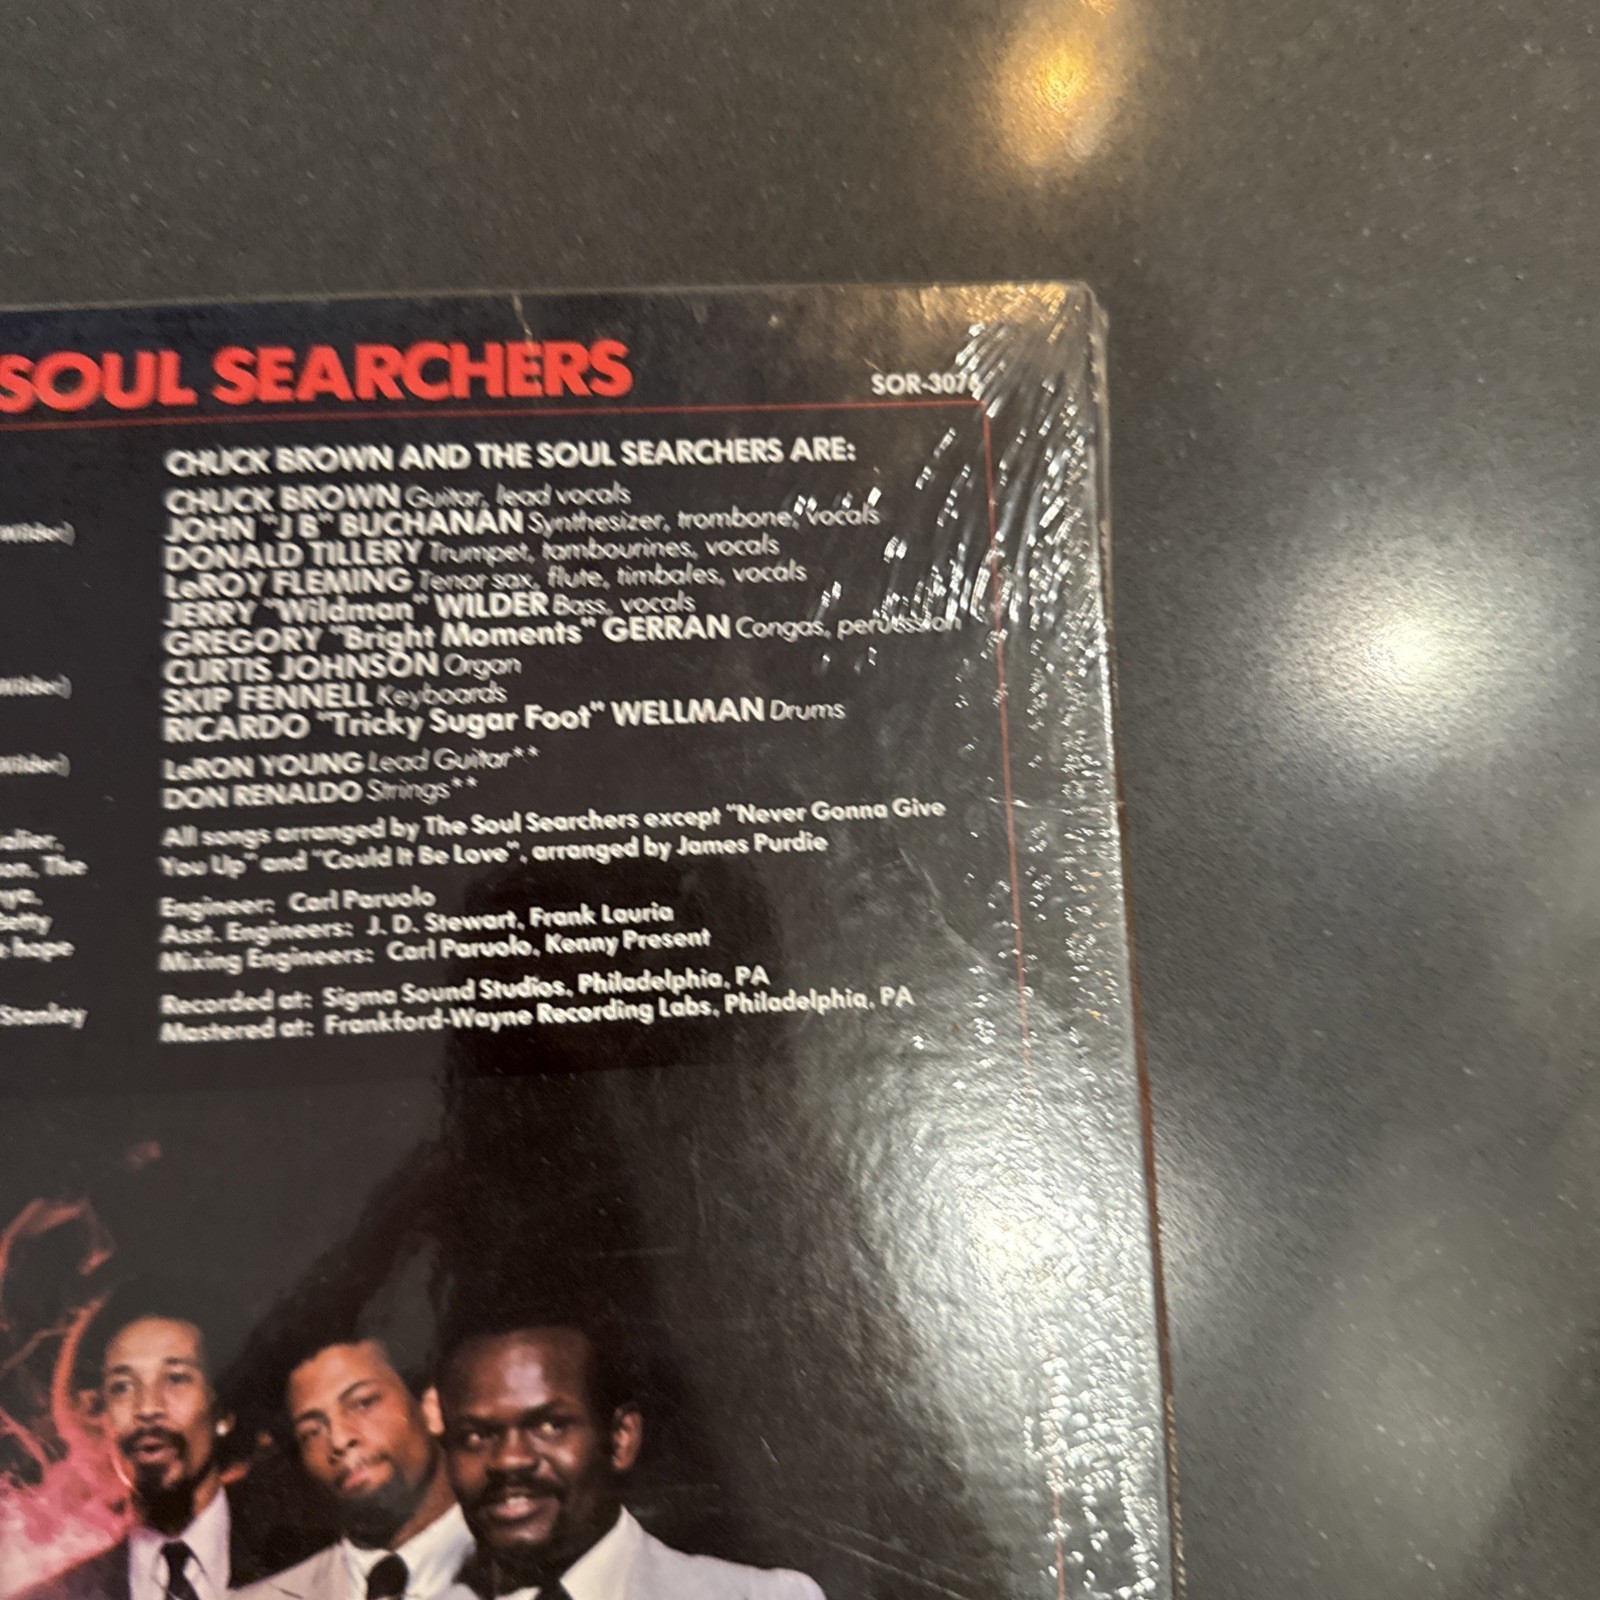 SOUL SEARCHERS
SOR-3076
CHUCK BROWN AND THE SOUL SEARCHERS ARE:
CHUCK BROWN Guitar, lead vocals
JOHN "J B" BUCHANAN Synthesizer, trombone, vocals
DONALD TILLERY Trumpet, tambourines, vocals
LeROY FLEMING Tenor sax, flute, timbales, vocals
JERRY "Wildman" WILDER Bass, vocals
GREGORY "Bright Moments" GERRAN Congas, percussion
CURTIS JOHNSON Organ
SKIP FENNELL Keyboards
RICARDO "Tricky Sugar Foot" WELLMAN Drums
LeRON YOUNG Lead Guitar**
DON RENALDO Strings**
All songs arranged by The Soul Searchers except "Never Gonna Give
You Up" and "Could It Be Love", arranged by James Purdie
Engineer: Carl Paruolo
Asst. Engineers: J. D. Stewart, Frank Lauria
Mixing Engineers: Carl Paruolo, Kenny Present
Recorded at: Sigma Sound Studios, Philadelphia, PA
Mastered at: Frankford-Wayne Recording Labs, Philadelphia, PA
Wilder)
Wilder)
Wilder)
The
hope
Stanley